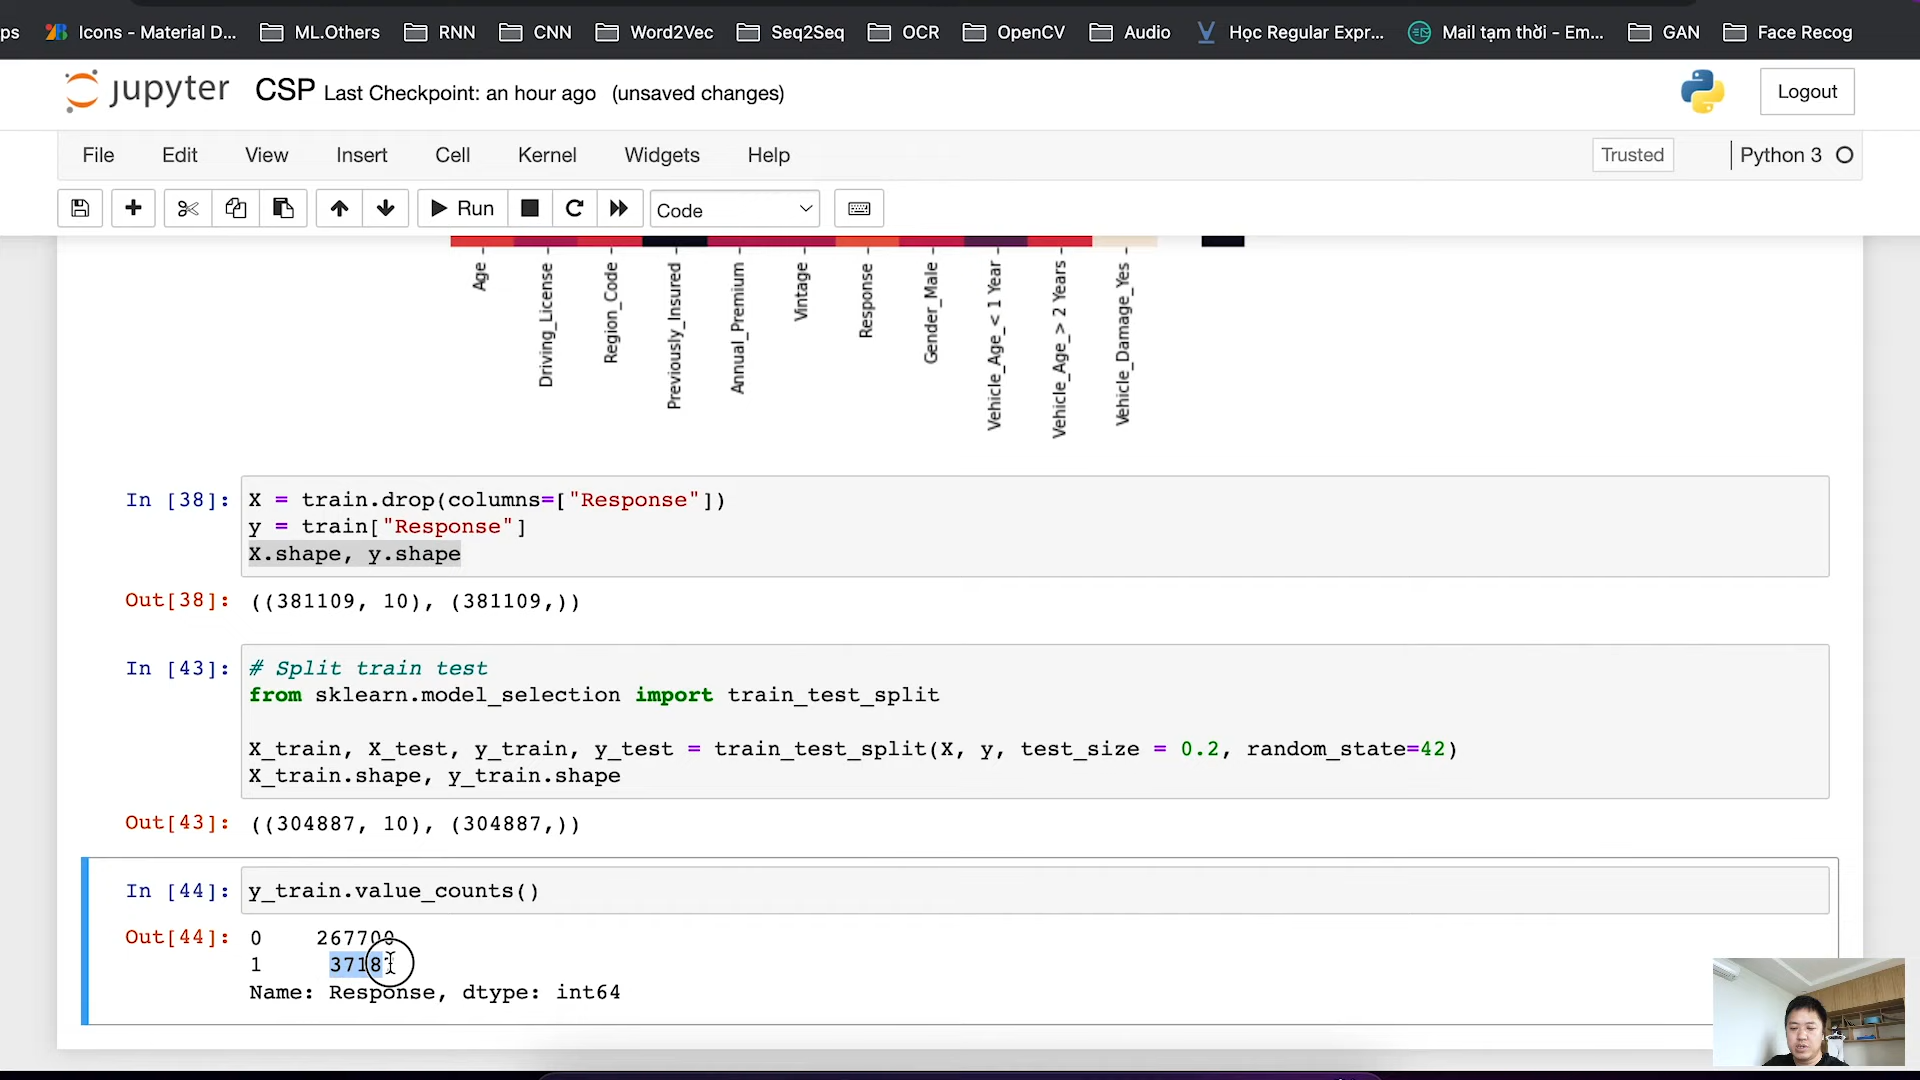 ps Icons - Material D... ML.Others RNN CNN Word2Vec Seq2Seq OCR OpenCV Audio Học Regular Expr... Mail tạm thời - Em... GAN Face Recog
jupyter CSP Last Checkpoint: an hour ago (unsaved changes) Logout
File Edit View Insert Cell Kernel Widgets Help Trusted Python 3
Run Code
Age
Driving_License
Region_Code
Previously_Insured
Annual_Premium
Vintage
Response
Gender_Male
Vehicle_Age_< 1 Year
Vehicle_Age_> 2 Years
Vehicle_Damage_Yes
In [38]: X = train.drop(columns=["Response"])
y = train["Response"]
X.shape, y.shape
Out[38]: ((381109, 10), (381109,))
In [43]: # Split train test
from sklearn.model_selection import train_test_split
X_train, X_test, y_train, y_test = train_test_split(X, y, test_size = 0.2, random_state=42)
X_train.shape, y_train.shape
Out[43]: ((304887, 10), (304887,))
In [44]: y_train.value_counts()
Out[44]: 0 267700
1
Name: Response, dtype: int64